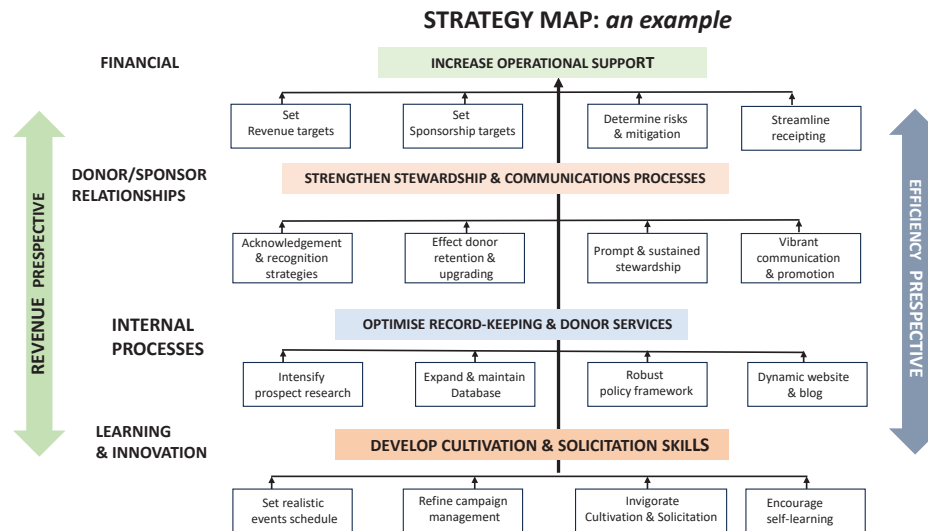 STRATEGY MAP: an example
FINANCIAL
INCREASE OPERATIONAL SUPPORT
Set
Revenue targets
Set
Sponsorship targets
Determine risks
& mitigation
Streamline
receipting
DONOR/SPONSOR
RELATIONSHIPS
STRENGTHEN STEWARDSHIP & COMMUNICATIONS PROCESSES
Acknowledgement
& recognition
strategies
Effect donor
retention &
upgrading
Prompt & sustained
stewardship
Vibrant
communication
& promotion
INTERNAL
PROCESSES
OPTIMISE RECORD-KEEPING & DONOR SERVICES
Intensify
prospect research
Expand & maintain
Database
Robust
policy framework
Dynamic website
& blog
LEARNING
& INNOVATION
DEVELOP CULTIVATION & SOLICITATION SKILLS
Set realistic
events schedule
Refine campaign
management
Invigorate
Cultivation & Solicitation
Encourage
self-learning
REVENUE PRESPECTIVE
EFFICIENCY PRESPECTIVE